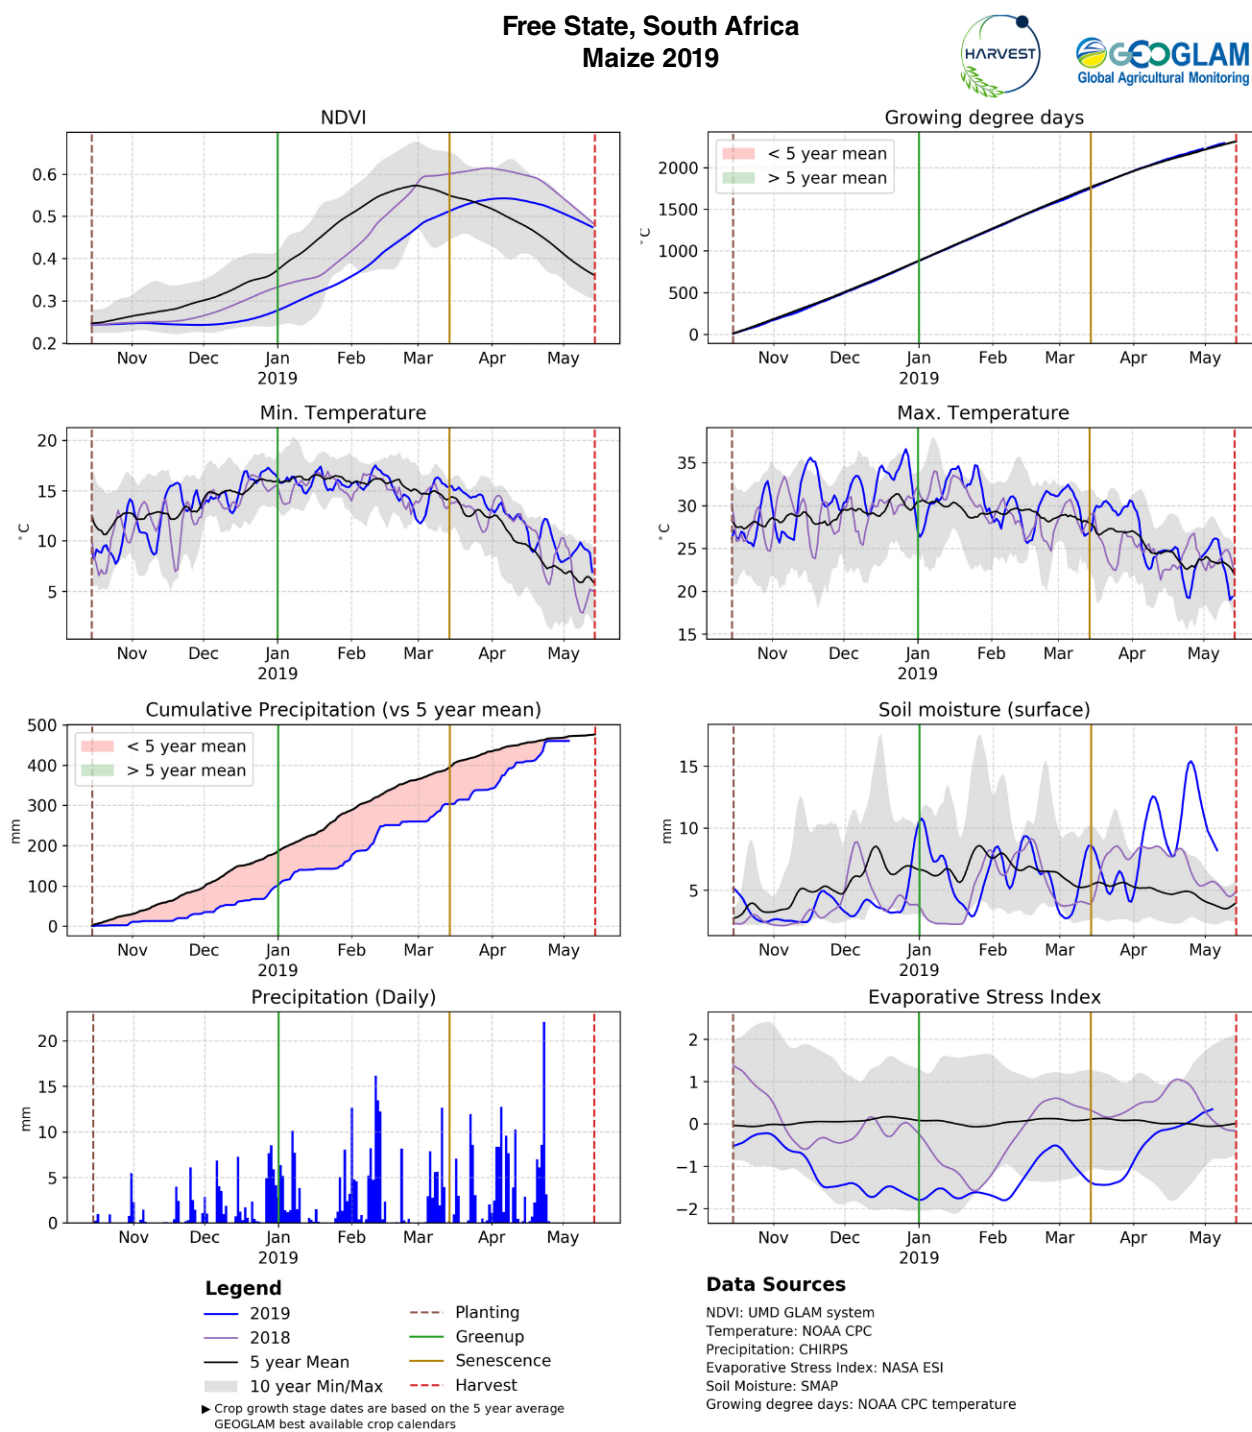 Free State, South Africa
Maize 2019
HARVEST
GEOGLAM
Global Agricultural Monitoring
NDVI
0.6
0.5
0.4
0.3
0.2
Nov Dec Jan Feb Mar Apr May
2019
Growing degree days
< 5 year mean
> 5 year mean
°C
2000
1500
1000
500
0
Nov Dec Jan Feb Mar Apr May
2019
Min. Temperature
°C
20
15
10
5
Nov Dec Jan Feb Mar Apr May
2019
Max. Temperature
°C
35
30
25
20
15
Nov Dec Jan Feb Mar Apr May
2019
Cumulative Precipitation (vs 5 year mean)
< 5 year mean
> 5 year mean
mm
500
400
300
200
100
0
Nov Dec Jan Feb Mar Apr May
2019
Soil moisture (surface)
mm
15
10
5
Nov Dec Jan Feb Mar Apr May
2019
Precipitation (Daily)
mm
20
15
10
5
0
Nov Dec Jan Feb Mar Apr May
2019
Evaporative Stress Index
2
1
0
−1
−2
Nov Dec Jan Feb Mar Apr May
2019
Legend
2019
2018
5 year Mean
10 year Min/Max
Planting
Greenup
Senescence
Harvest
▶ Crop growth stage dates are based on the 5 year average
GEOGLAM best available crop calendars
Data Sources
NDVI: UMD GLAM system
Temperature: NOAA CPC
Precipitation: CHIRPS
Evaporative Stress Index: NASA ESI
Soil Moisture: SMAP
Growing degree days: NOAA CPC temperature